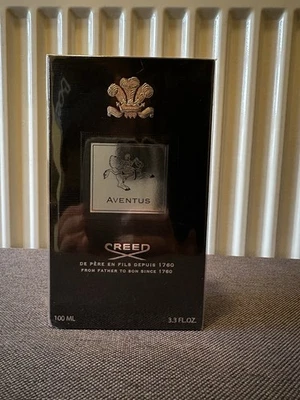 AVENTUS
CREED
DE PÈRE EN FILS DEPUIS 1760
FROM FATHER TO SON SINCE 1760
100 ML 3.3 FL.OZ.